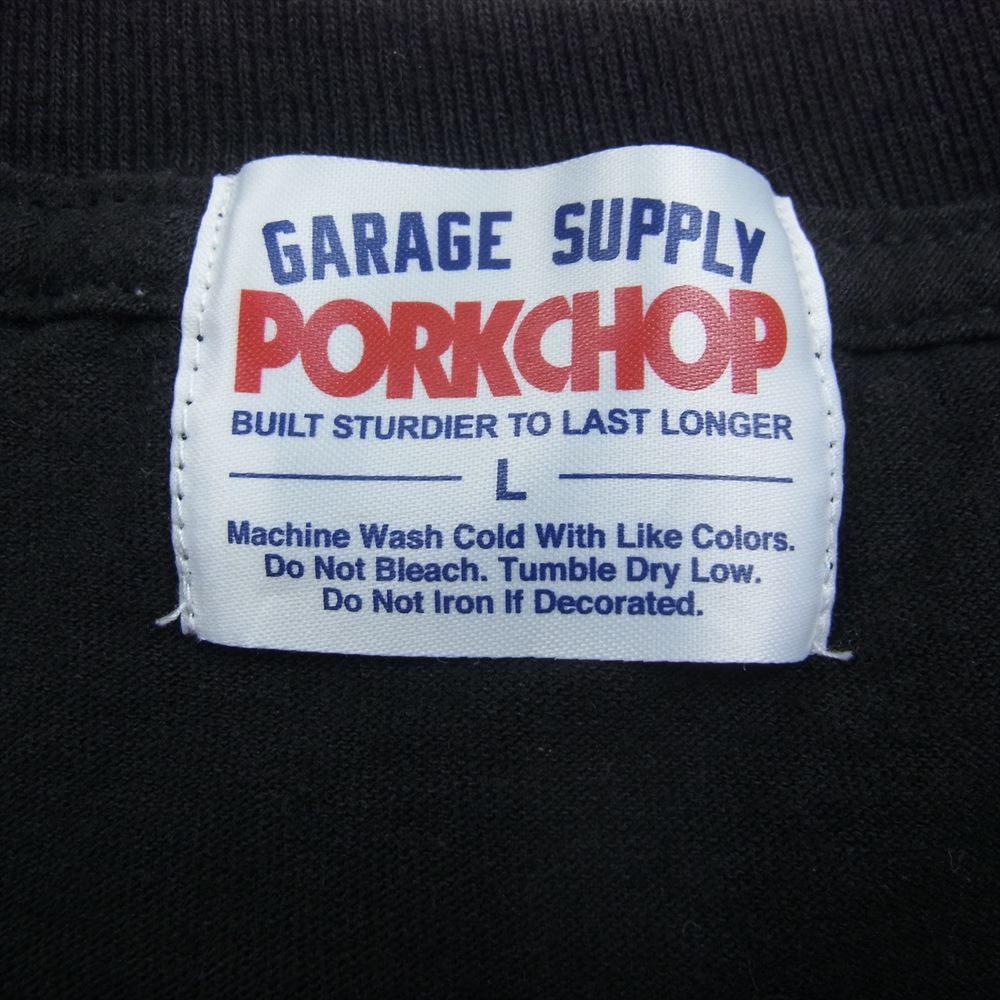 GARAGE SUPPLY
PORKCHOP
BUILT STURDIER TO LAST LONGER
L
Machine Wash Cold With Like Colors.
Do Not Bleach. Tumble Dry Low.
Do Not Iron If Decorated.